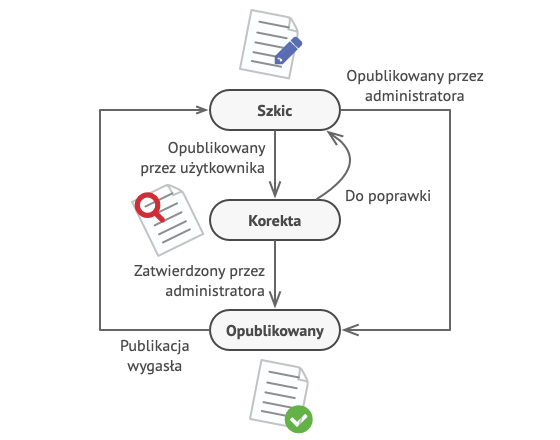 Opublikowany przez
administratora
Szkic
Opublikowany
przez użytkownika
Do poprawki
Korekta
Zatwierdzony przez
administratora
Opublikowany
Publikacja
wygasła